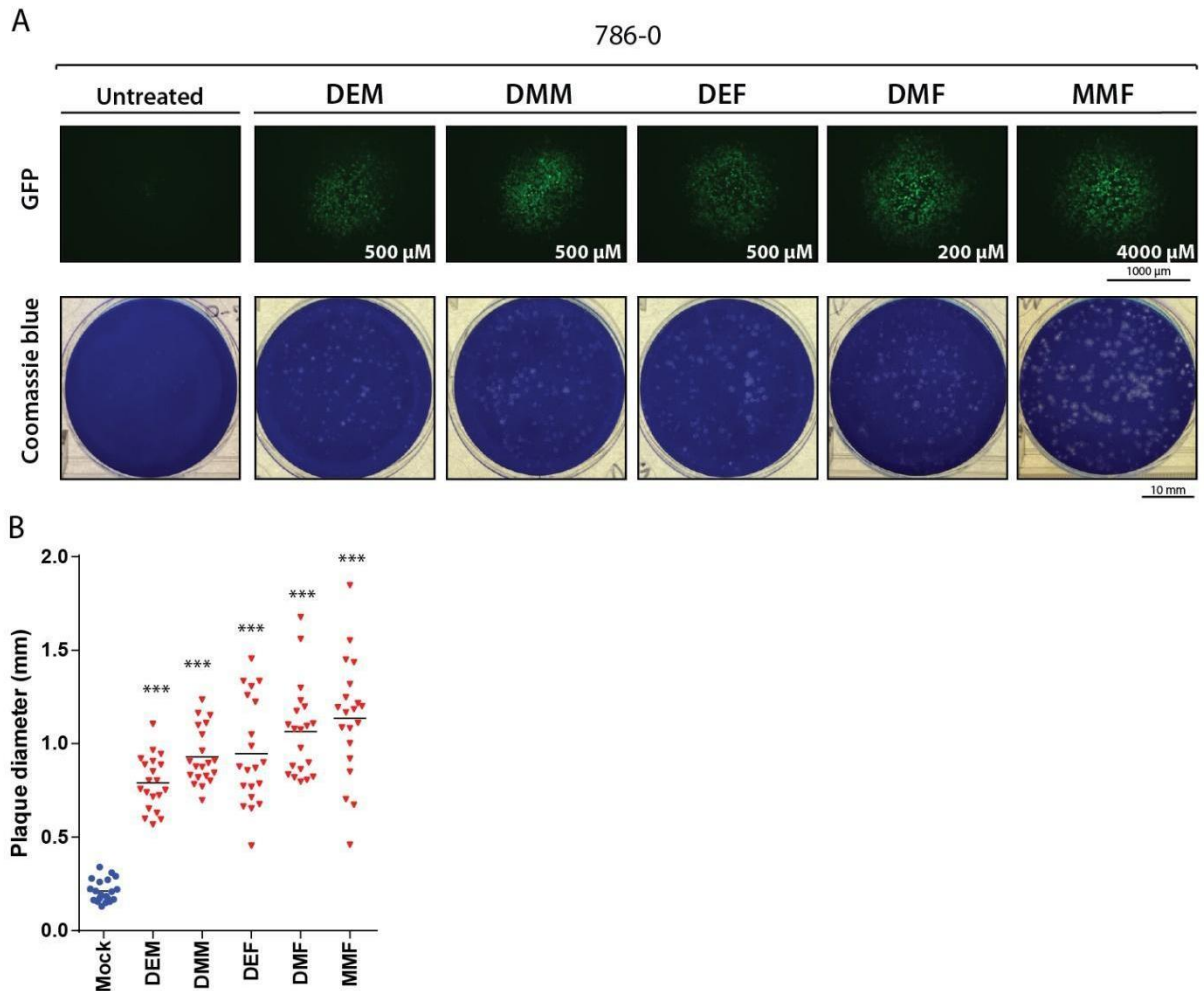 A
786-0
Untreated DEM DMM DEF DMF MMF
GFP
500 μM 500 μM 500 μM 200 μM 4000 μM
1000 μm
Coomassie blue
10 mm
B
***
***
***
***
***
2.0
1.5
1.0
0.5
0.0
Plaque diameter (mm)
Mock DEM DMM DEF DMF MMF